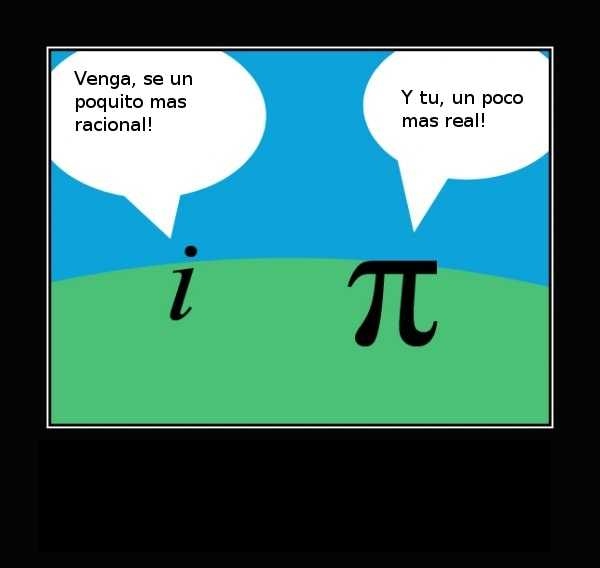 Venga, se un
poquito mas
racional!
Y tu, un poco
mas real!
i
π